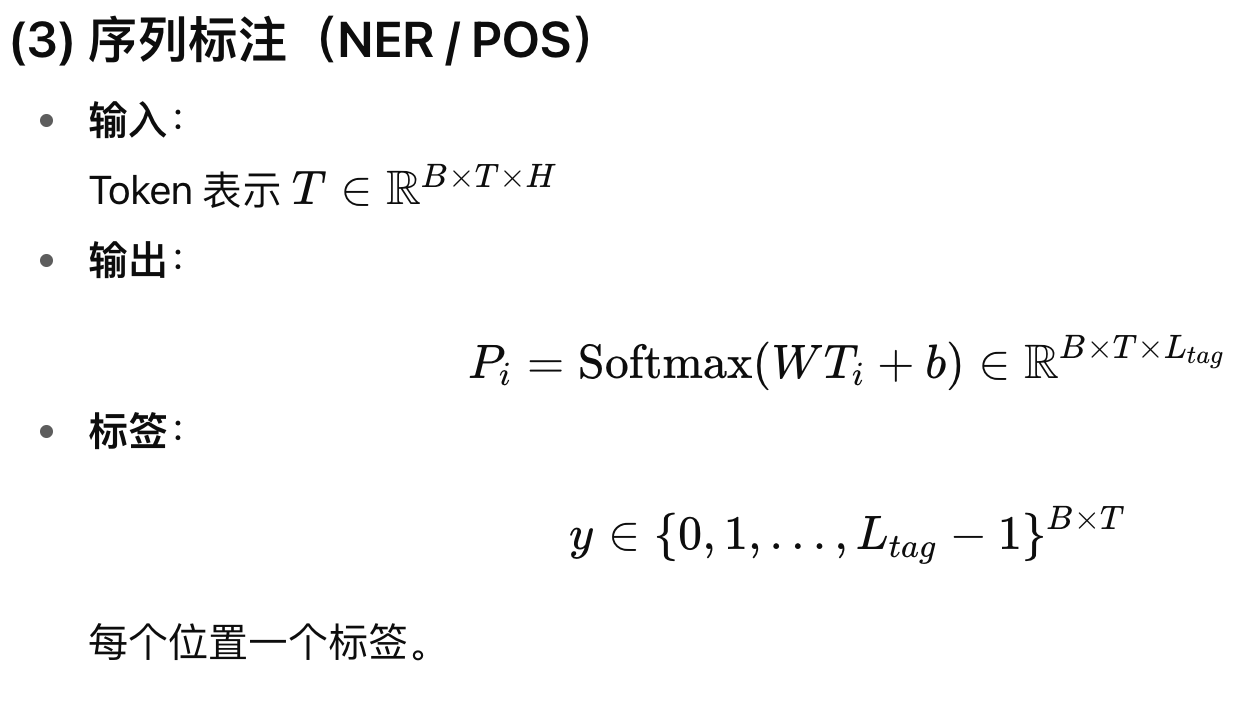 (3) 序列标注（NER / POS）
• 输入：
Token 表示 $T \in \mathbb{R}^{B \times T \times H}$
• 输出：
$P_i = \text{Softmax}(WT_i + b) \in \mathbb{R}^{B \times T \times L_{tag}}$
• 标签：
$y \in \{0, 1, \ldots, L_{tag} - 1\}^{B \times T}$
每个位置一个标签。